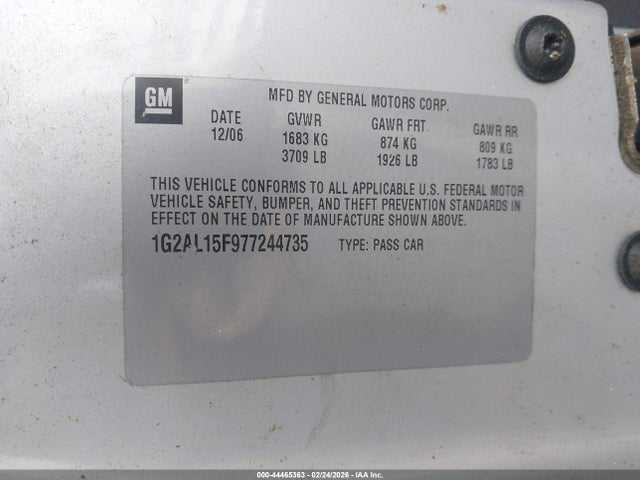 GM
MFD BY GENERAL MOTORS CORP.
DATE GVWR GAWR FRT. GAWR RR
12/06 1683 KG 874 KG 809 KG
3709 LB 1926 LB 1783 LB
THIS VEHICLE CONFORMS TO ALL APPLICABLE U.S. FEDERAL MOTOR
VEHICLE SAFETY, BUMPER, AND THEFT PREVENTION STANDARDS IN
EFFECT ON THE DATE OF MANUFACTURE SHOWN ABOVE.
1G2AL15F977244735 TYPE: PASS CAR
000-44465363 - 02/24/2026 - IAAI.com